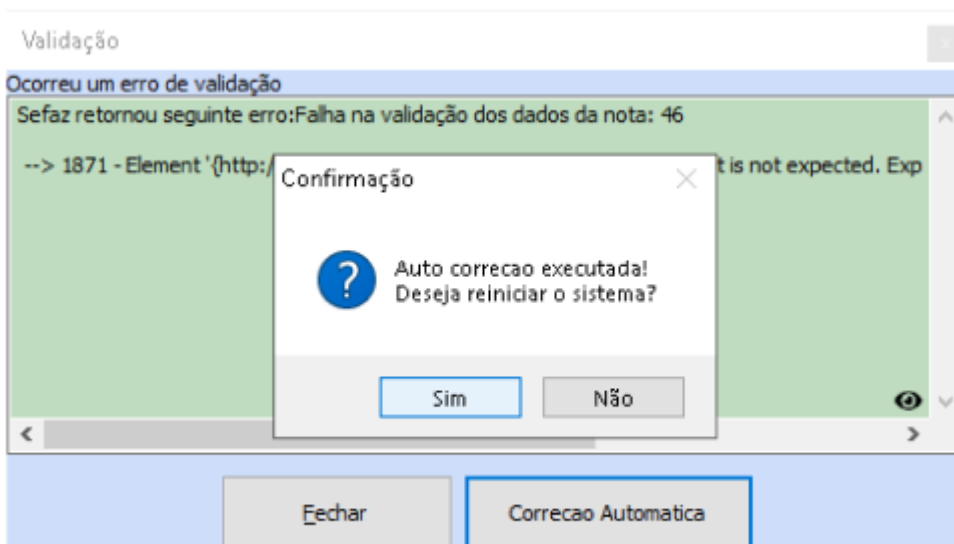 Validação
Ocorreu um erro de validação
Sefaz retornou seguinte erro:Falha na validação dos dados da nota: 46
--> 1871 - Element '{http:/
t is not expected. Exp
Confirmação
Auto correcao executada!
Deseja reiniciar o sistema?
Sim
Não
Fechar
Correcao Automatica